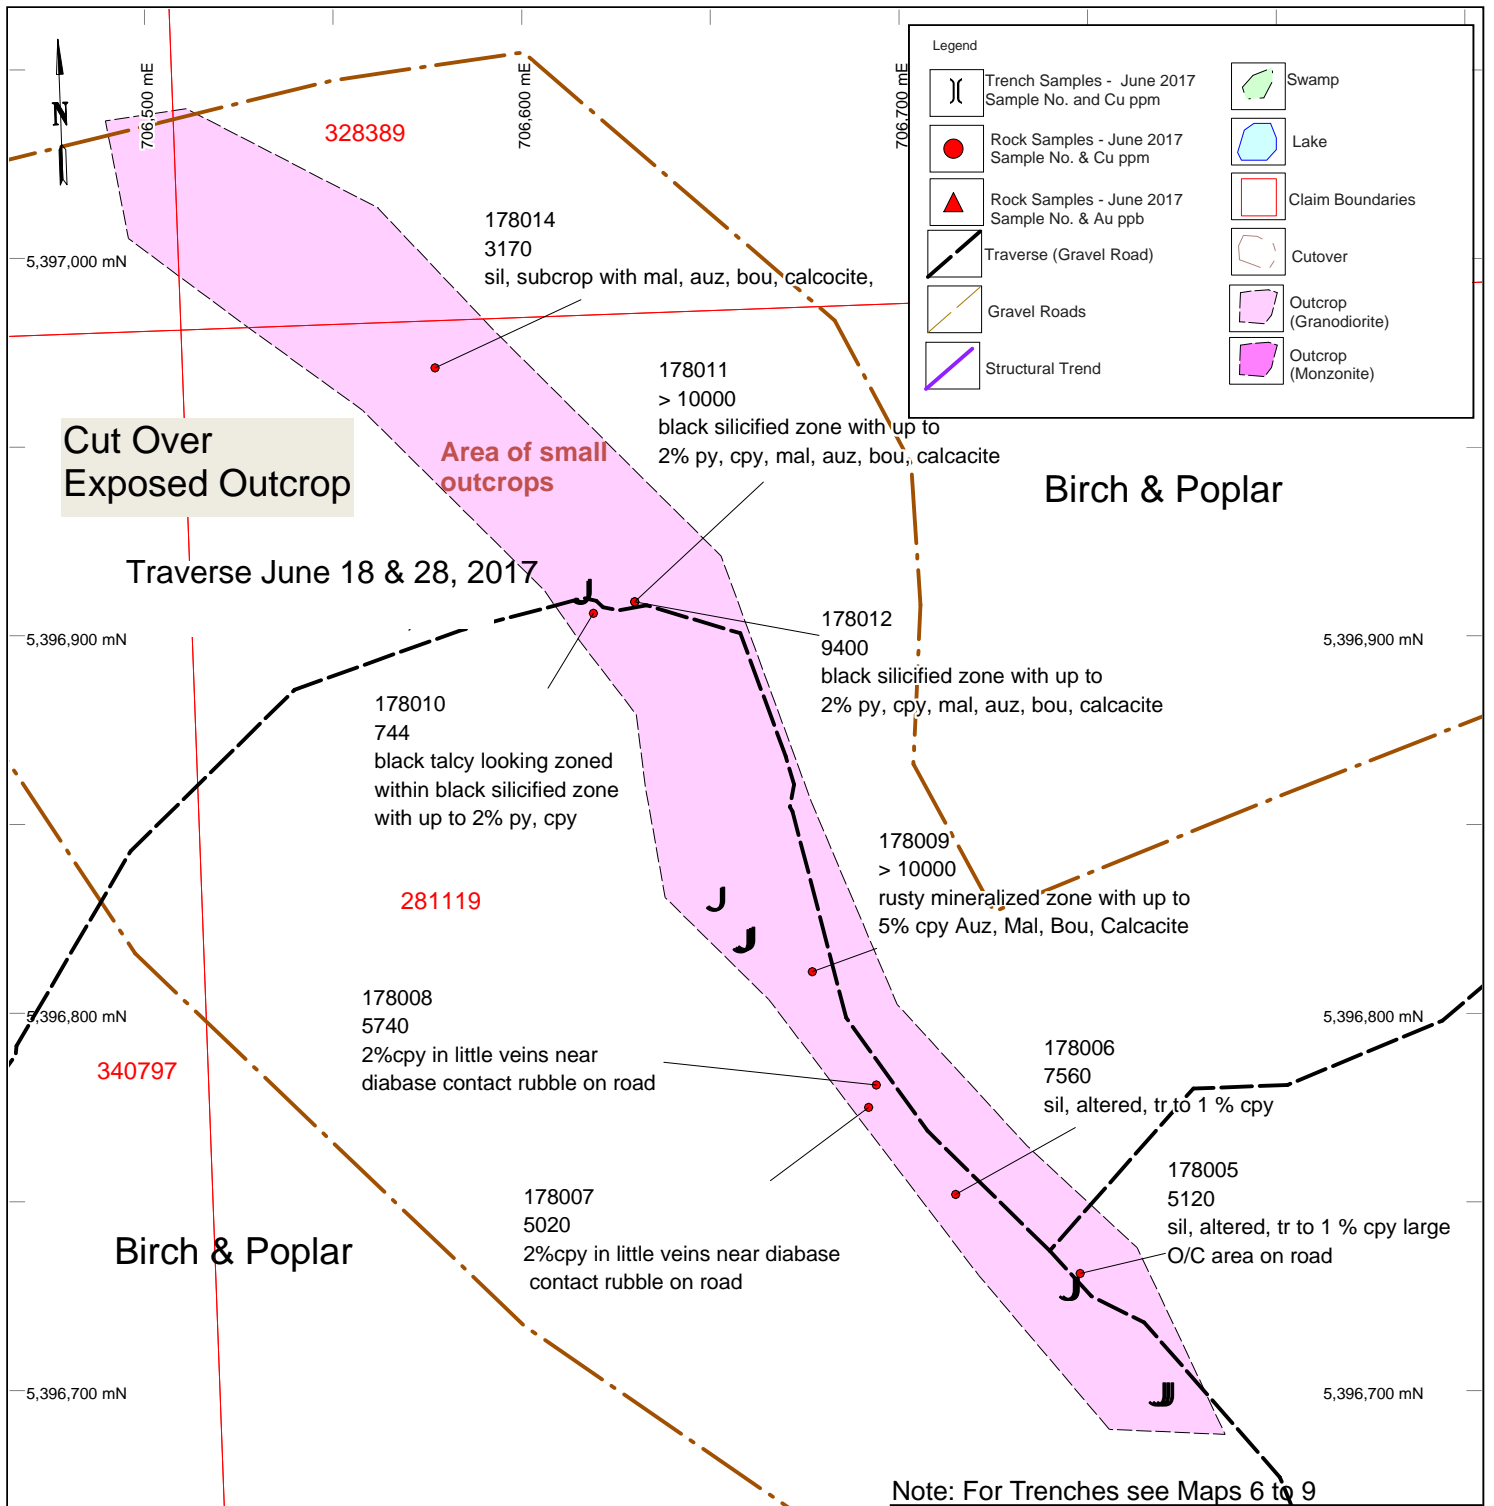 706,500 mE
706,600 mE
706,700 mE
N
Legend
Trench Samples - June 2017
Sample No. and Cu ppm
Rock Samples - June 2017
Sample No. & Cu ppm
Rock Samples - June 2017
Sample No. & Au ppb
Traverse (Gravel Road)
Gravel Roads
Structural Trend
Swamp
Lake
Claim Boundaries
Cutover
Outcrop
(Granodiorite)
Outcrop
(Monzonite)
328389
178014
3170
sil, subcrop with mal, auz, bou, calcocite,
5,397,000 mN
178011
> 10000
black silicified zone with up to
2% py, cpy, mal, auz, bou, calcacite
Cut Over
Exposed Outcrop
Area of small
outcrops
Birch & Poplar
Traverse June 18 & 28, 2017
5,396,900 mN
178012
9400
black silicified zone with up to
2% py, cpy, mal, auz, bou, calcacite
5,396,900 mN
178010
744
black talcy looking zoned
within black silicified zone
with up to 2% py, cpy
178009
> 10000
rusty mineralized zone with up to
5% cpy Auz, Mal, Bou, Calcacite
281119
178008
5740
2%cpy in little veins near
diabase contact rubble on road
5,396,800 mN
5,396,800 mN
340797
178006
7560
sil, altered, tr to 1 % cpy
178007
5020
2%cpy in little veins near diabase
contact rubble on road
178005
5120
sil, altered, tr to 1 % cpy large
O/C area on road
Birch & Poplar
5,396,700 mN
5,396,700 mN
Note: For Trenches see Maps 6 to 9